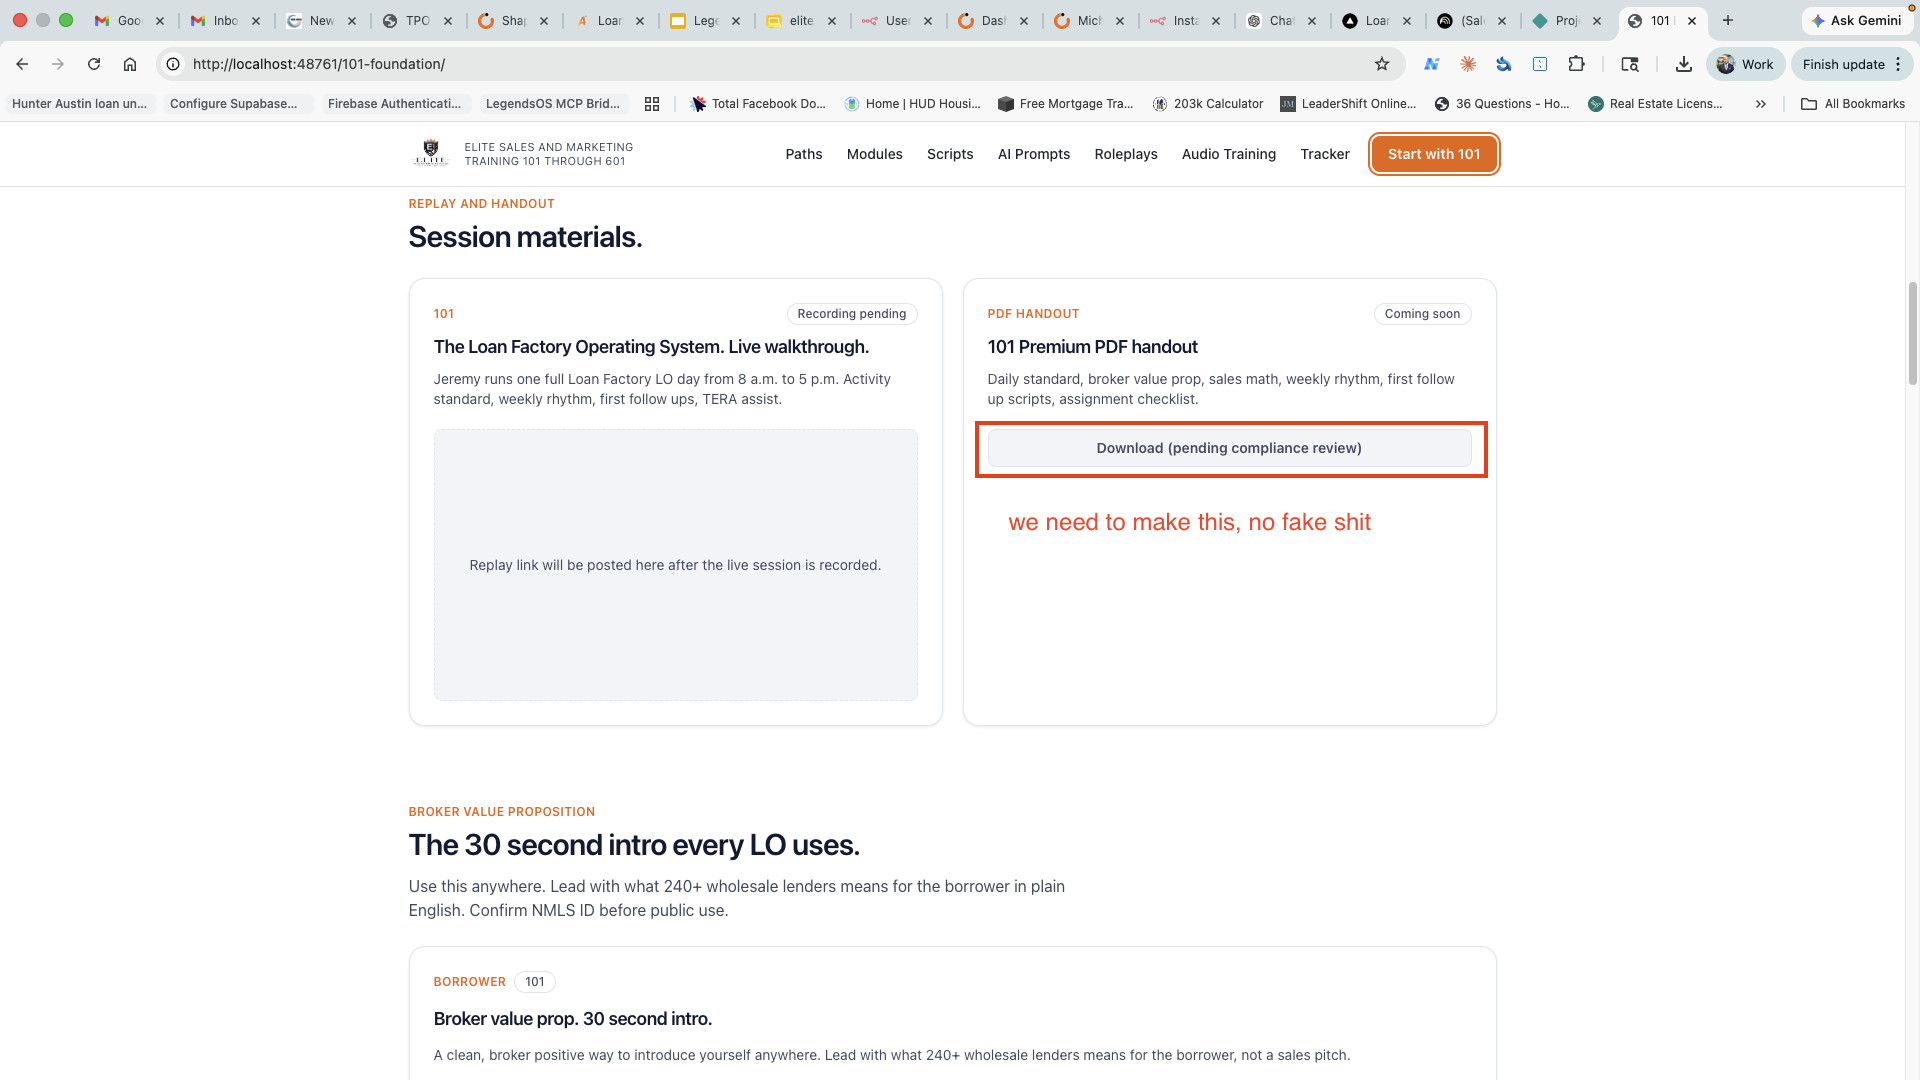 Goo
Inbo
New
TPO
Sha
Loan
Lege
elite
User
Dash
Mich
Insta
Chat
Loar
(Sal
Proje
101
Ask Gemini
http://localhost:48761/101-foundation/
Work
Finish update
Hunter Austin loan un...
Configure Supabase...
Firebase Authenticati...
LegendsOS MCP Brid...
Total Facebook Do...
Home | HUD Housi...
Free Mortgage Tra...
203k Calculator
LeaderShift Online...
36 Questions - Ho...
Real Estate Licens...
All Bookmarks
ELITE
ELITE SALES AND MARKETING
TRAINING 101 THROUGH 601
Paths
Modules
Scripts
AI Prompts
Roleplays
Audio Training
Tracker
Start with 101
REPLAY AND HANDOUT
Session materials.
101
Recording pending
The Loan Factory Operating System. Live walkthrough.
Jeremy runs one full Loan Factory LO day from 8 a.m. to 5 p.m. Activity
standard, weekly rhythm, first follow ups, TERA assist.
Replay link will be posted here after the live session is recorded.
PDF HANDOUT
Coming soon
101 Premium PDF handout
Daily standard, broker value prop, sales math, weekly rhythm, first follow
up scripts, assignment checklist.
Download (pending compliance review)
we need to make this, no fake shit
BROKER VALUE PROPOSITION
The 30 second intro every LO uses.
Use this anywhere. Lead with what 240+ wholesale lenders means for the borrower in plain
English. Confirm NMLS ID before public use.
BORROWER
101
Broker value prop. 30 second intro.
A clean, broker positive way to introduce yourself anywhere. Lead with what 240+ wholesale lenders means for the borrower, not a sales pitch.